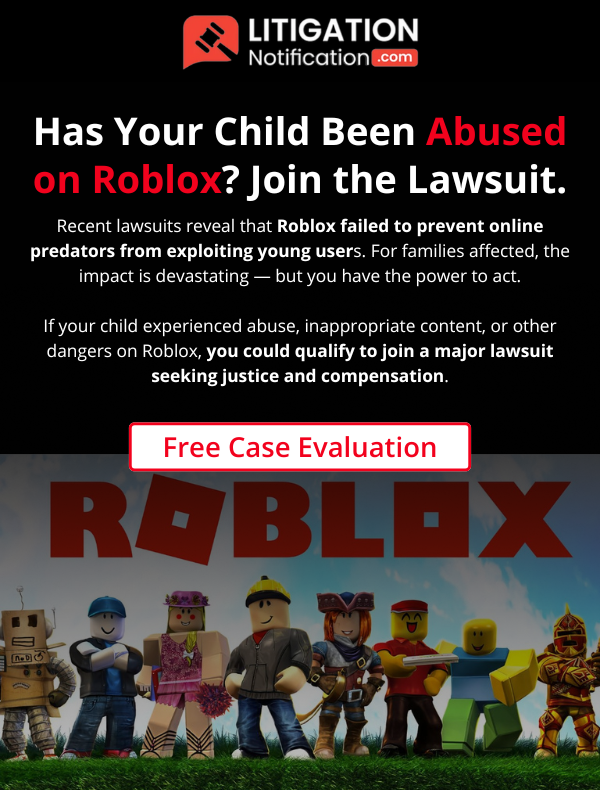 LITIGATION
Notification.com
Has Your Child Been Abused
on Roblox? Join the Lawsuit.
Recent lawsuits reveal that Roblox failed to prevent online
predators from exploiting young users. For families affected, the
impact is devastating — but you have the power to act.
If your child experienced abuse, inappropriate content, or other
dangers on Roblox, you could qualify to join a major lawsuit
seeking justice and compensation.
Free Case Evaluation
ROBLOX